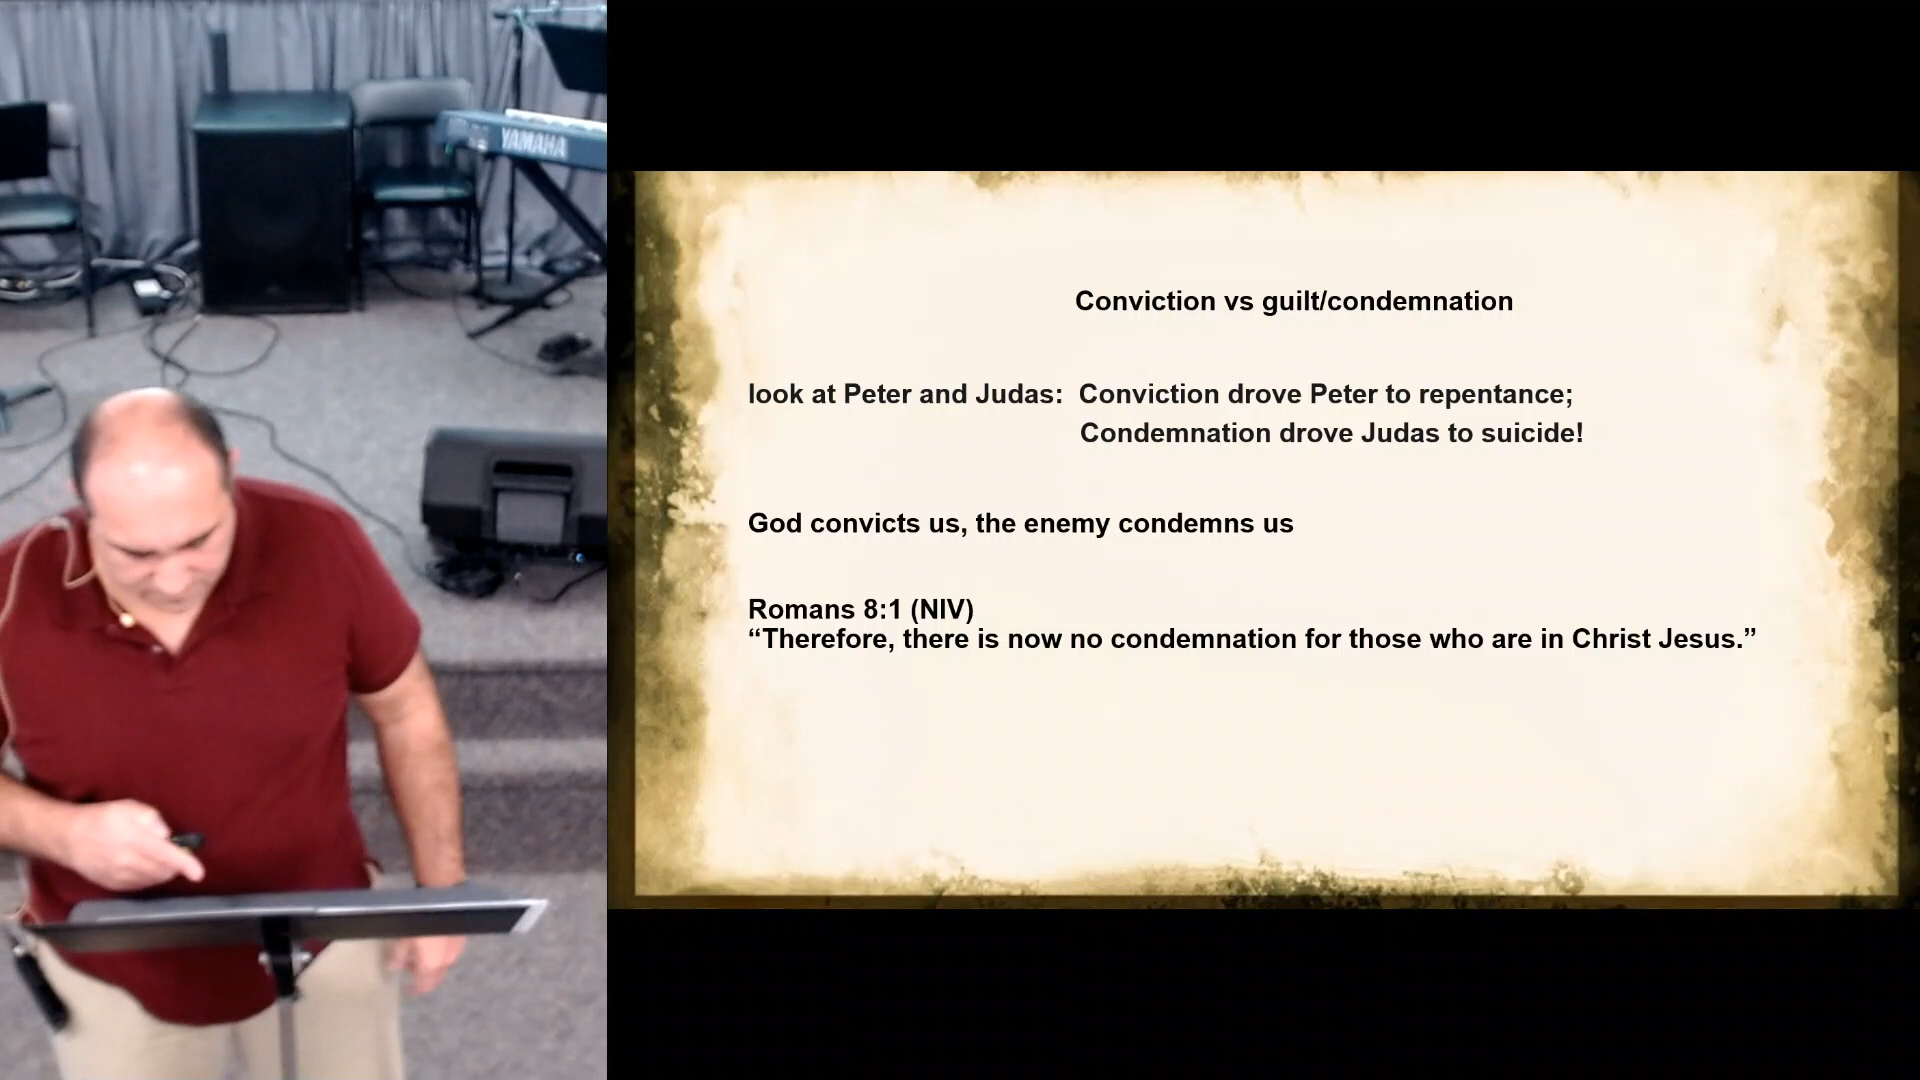 YAMAHA
Conviction vs guilt/condemnation
look at Peter and Judas: Conviction drove Peter to repentance;
Condemnation drove Judas to suicide!
God convicts us, the enemy condemns us
Romans 8:1 (NIV)
“Therefore, there is now no condemnation for those who are in Christ Jesus.”